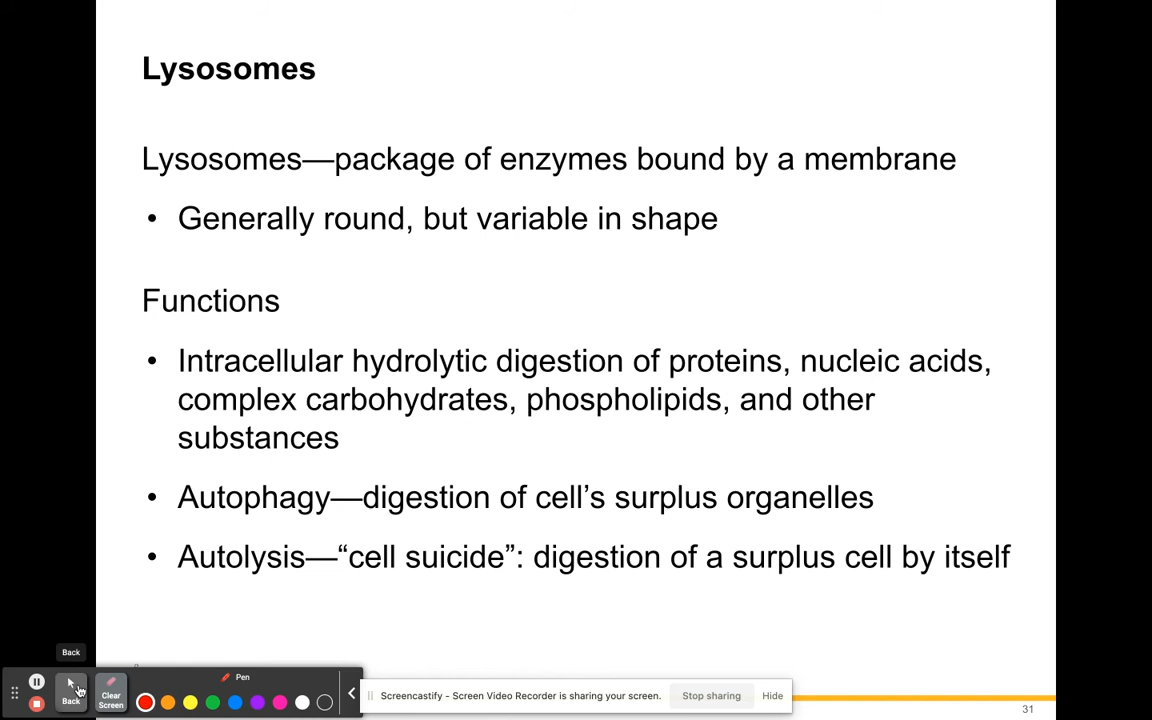 Lysosomes
Lysosomes—package of enzymes bound by a membrane
• Generally round, but variable in shape
Functions
• Intracellular hydrolytic digestion of proteins, nucleic acids,
complex carbohydrates, phospholipids, and other
substances
• Autophagy—digestion of cell’s surplus organelles
• Autolysis—“cell suicide”: digestion of a surplus cell by itself
Back
Back
Clear
Screen
Pen
Screencastify - Screen Video Recorder is sharing your screen.
Stop sharing
Hide
31